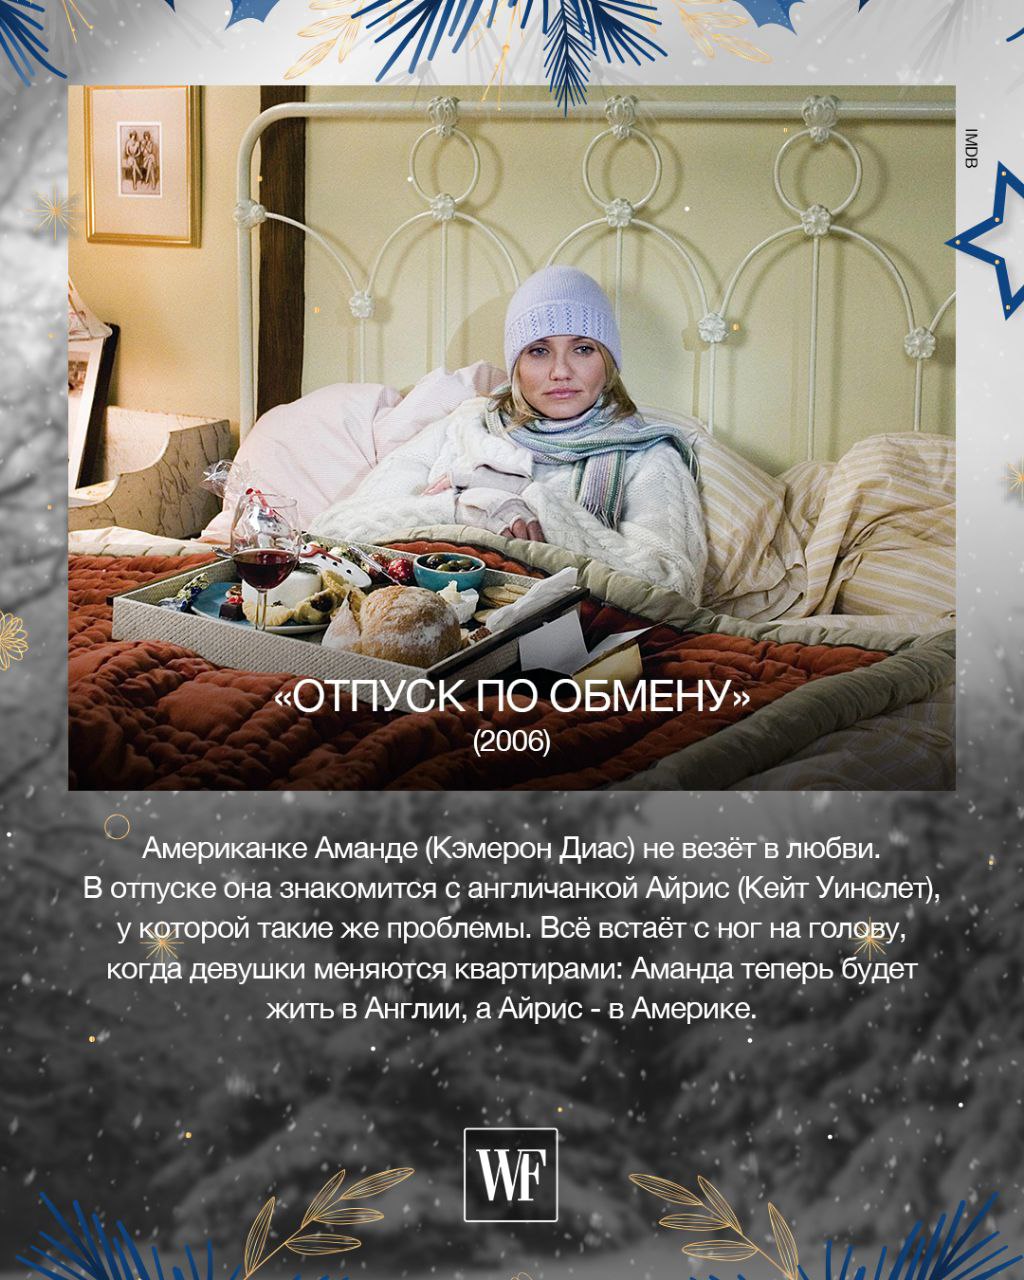 IMDB
«ОТПУСК ПО ОБМЕНУ»
(2006)
Американке Аманде (Кэмерон Диас) не везёт в любви.
В отпуске она знакомится с англичанкой Айрис (Кейт Уинслет),
у которой такие же проблемы. Всё встаёт с ног на голову,
когда девушки меняются квартирами: Аманда теперь будет
жить в Англии, а Айрис - в Америке.
WF